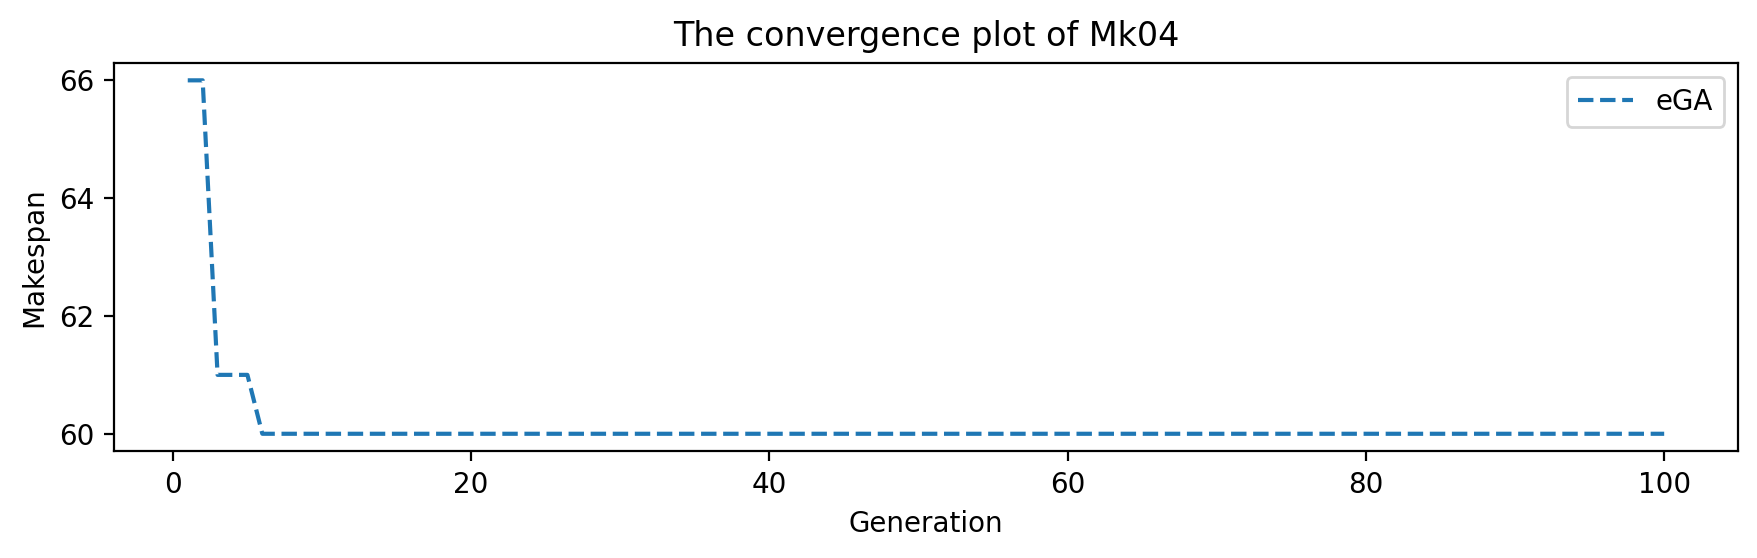 The convergence plot of Mk04
eGA
Makespan
66
64
62
60
0 20 40 60 80 100
Generation